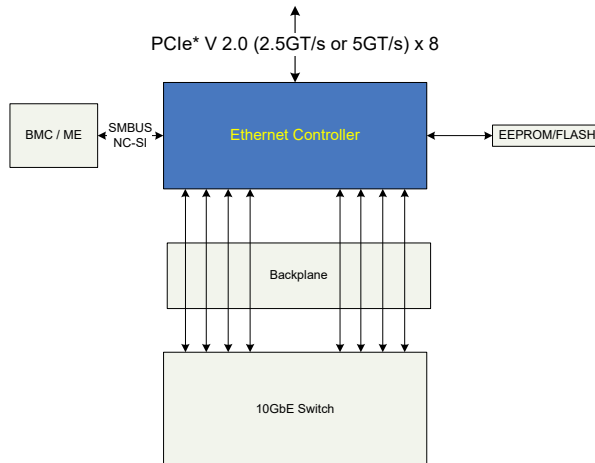 PCIe* V 2.0 (2.5GT/s or 5GT/s) x 8
BMC / ME
SMBUS
NC-SI
Ethernet Controller
EEPROM/FLASH
Backplane
10GbE Switch